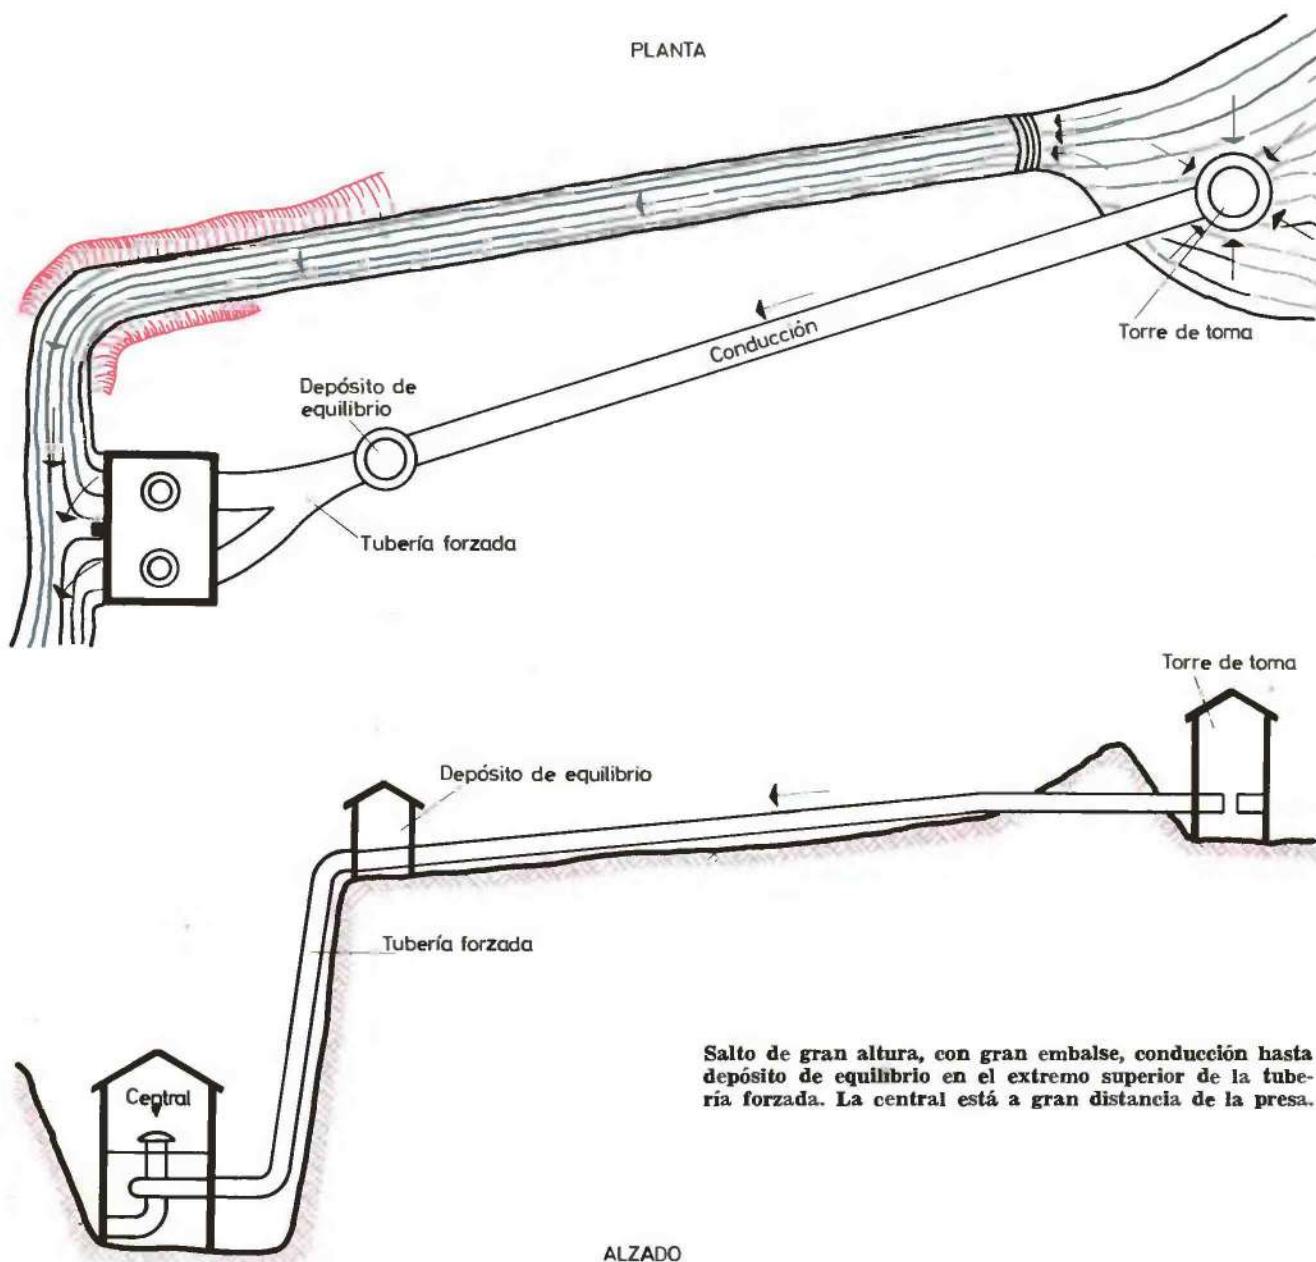 PLANTA
Torre de toma
Conducción
Depósito de
equilibrio
Tubería forzada
Torre de toma
Depósito de equilibrio
Tubería forzada
Central
Salto de gran altura, con gran embalse, conducción hasta
depósito de equilibrio en el extremo superior de la tube-
ría forzada. La central está a gran distancia de la presa.
ALZADO